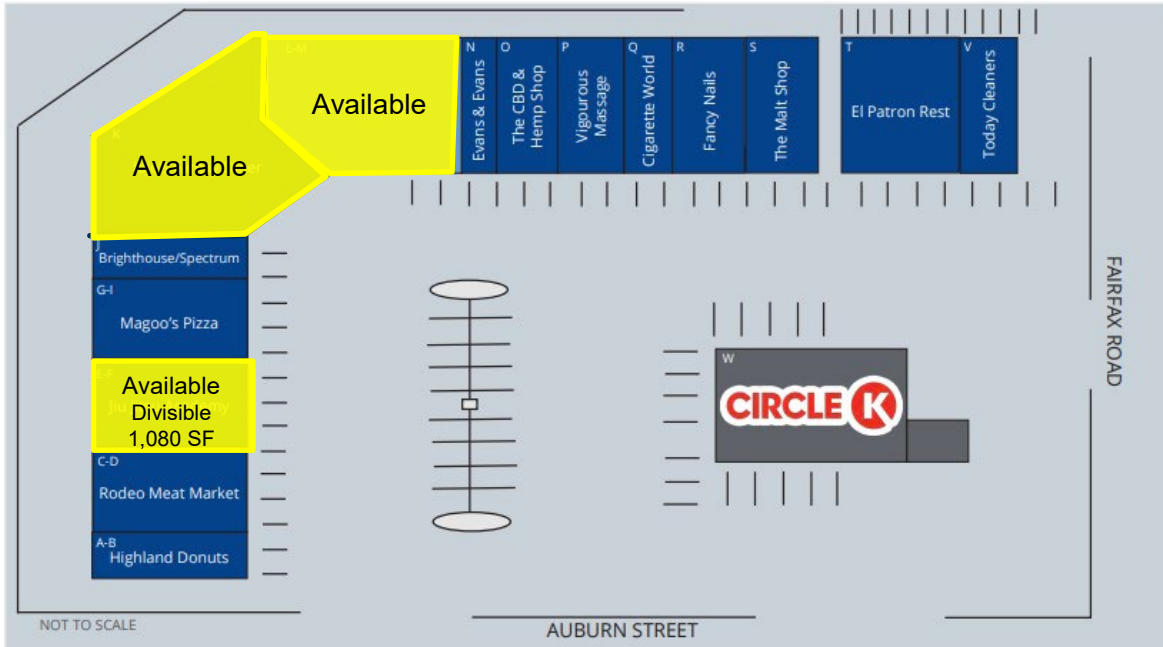 L-M
Available
K
Available
er
N
Evans & Evans
O
The CBD &
Hemp Shop
P
Vigourous
Massage
Q
Cigarette World
R
Fancy Nails
S
The Malt Shop
T
El Patron Rest
V
Today Cleaners
J
Brighthouse/Spectrum
G-I
Magoo's Pizza
E-F
Available
Divisible
1,080 SF
C-D
Rodeo Meat Market
A-B
Highland Donuts
W
CIRCLE K
FAIRFAX ROAD
NOT TO SCALE
AUBURN STREET